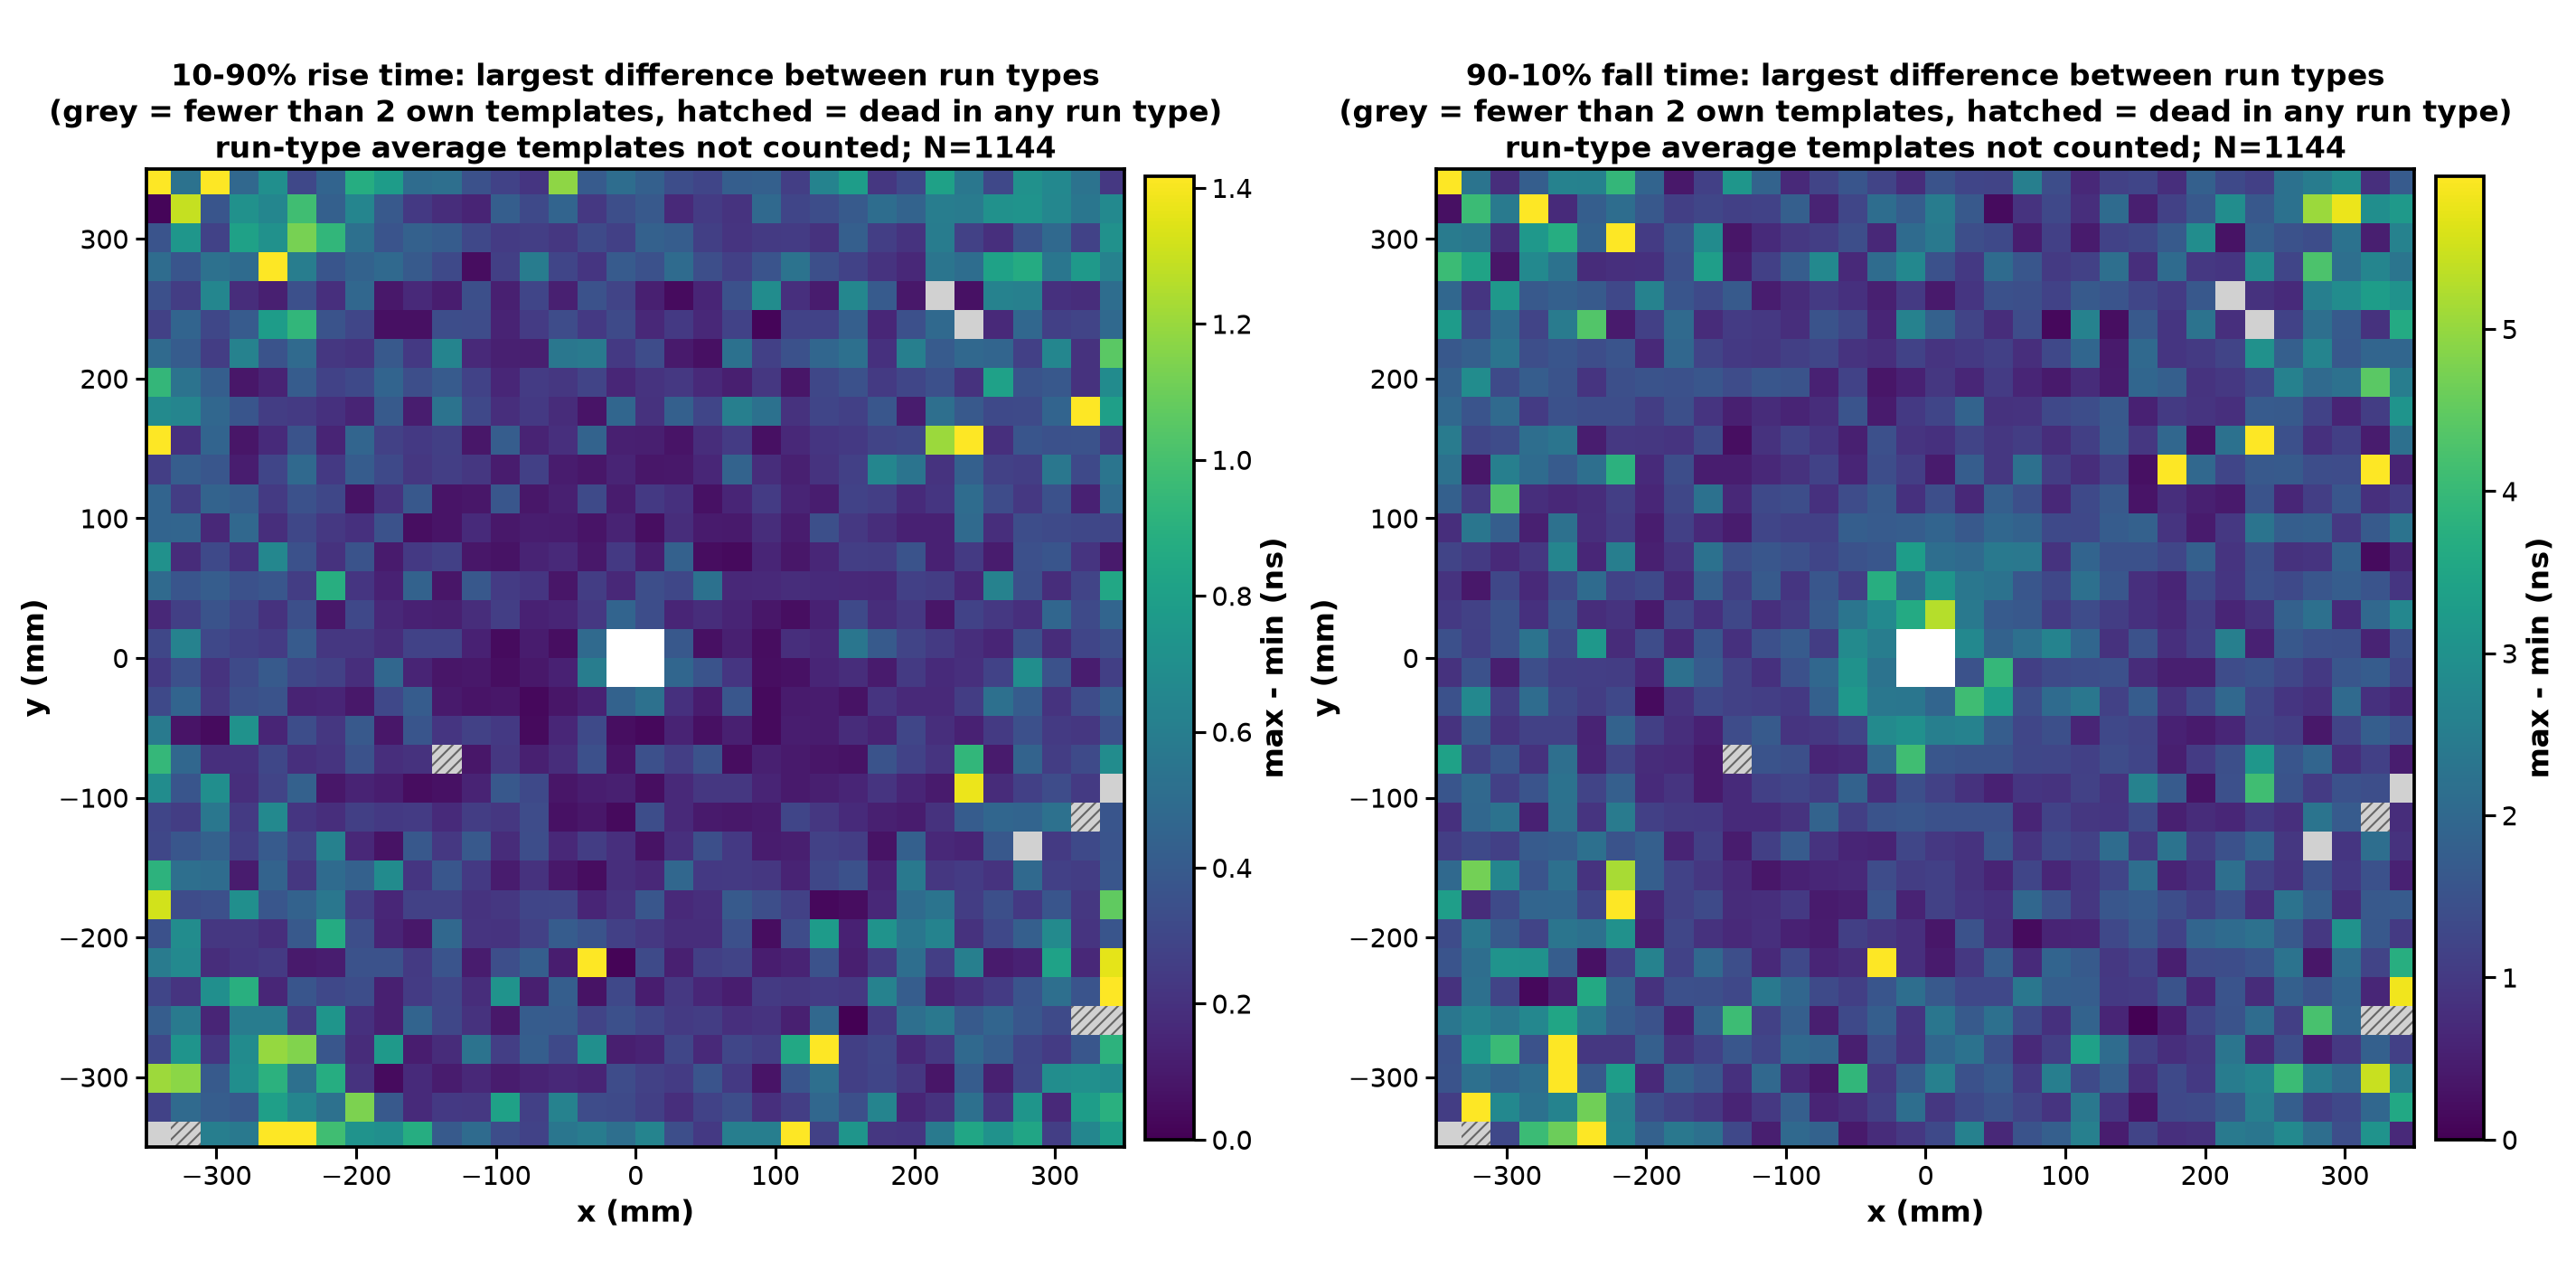 10-90% rise time: largest difference between run types
(grey = fewer than 2 own templates, hatched = dead in any run type)
run-type average templates not counted; N=1144
300
200
100
0
−100
−200
−300
y (mm)
−300 −200 −100 0 100 200 300
x (mm)
1.4
1.2
1.0
0.8
0.6
0.4
0.2
0.0
max - min (ns)
90-10% fall time: largest difference between run types
(grey = fewer than 2 own templates, hatched = dead in any run type)
run-type average templates not counted; N=1144
300
200
100
0
−100
−200
−300
y (mm)
−300 −200 −100 0 100 200 300
x (mm)
5
4
3
2
1
0
max - min (ns)